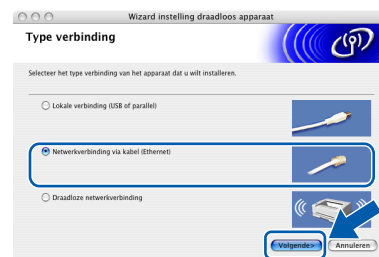 Wizard instelling draadloos apparaat
Type verbinding
Selecteer het type verbinding van het apparaat dat u wilt installeren.
Lokale verbinding (USB of parallel)
Netwerkverbinding via kabel (Ethernet)
Draadloze netwerkverbinding
Volgende>
Annuleren